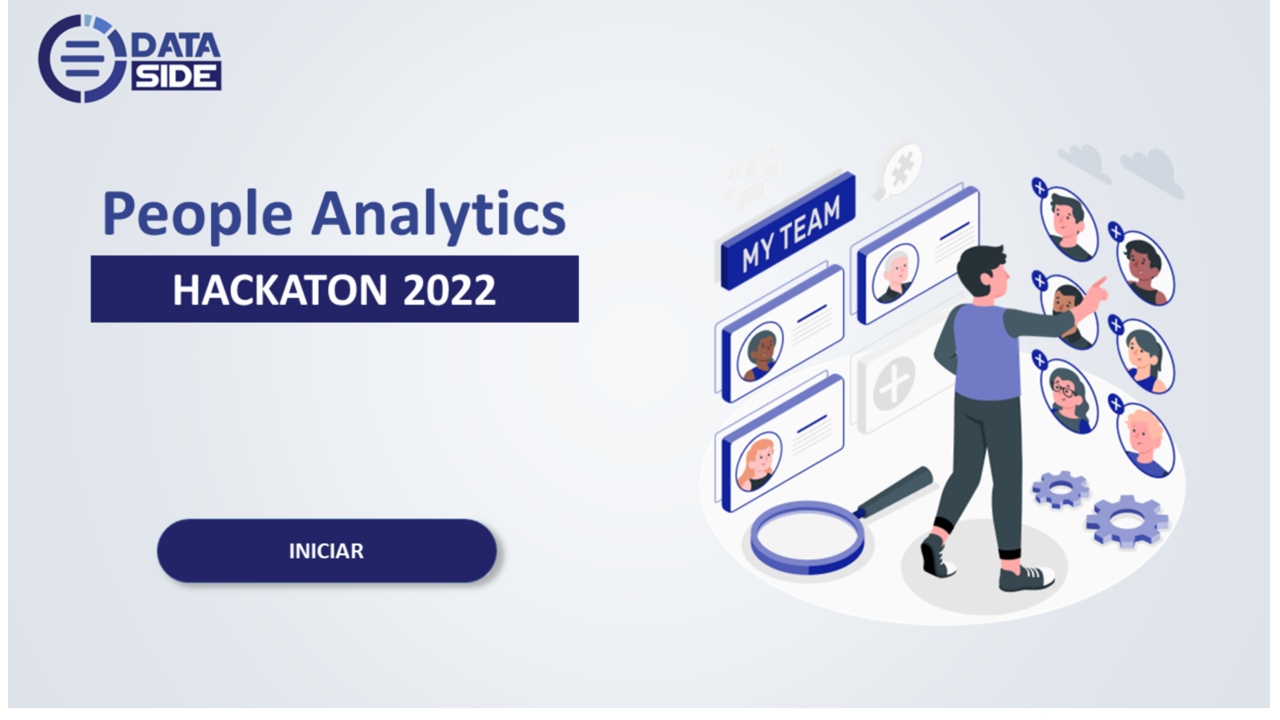 DATA
SIDE
People Analytics
HACKATON 2022
MY TEAM
INICIAR